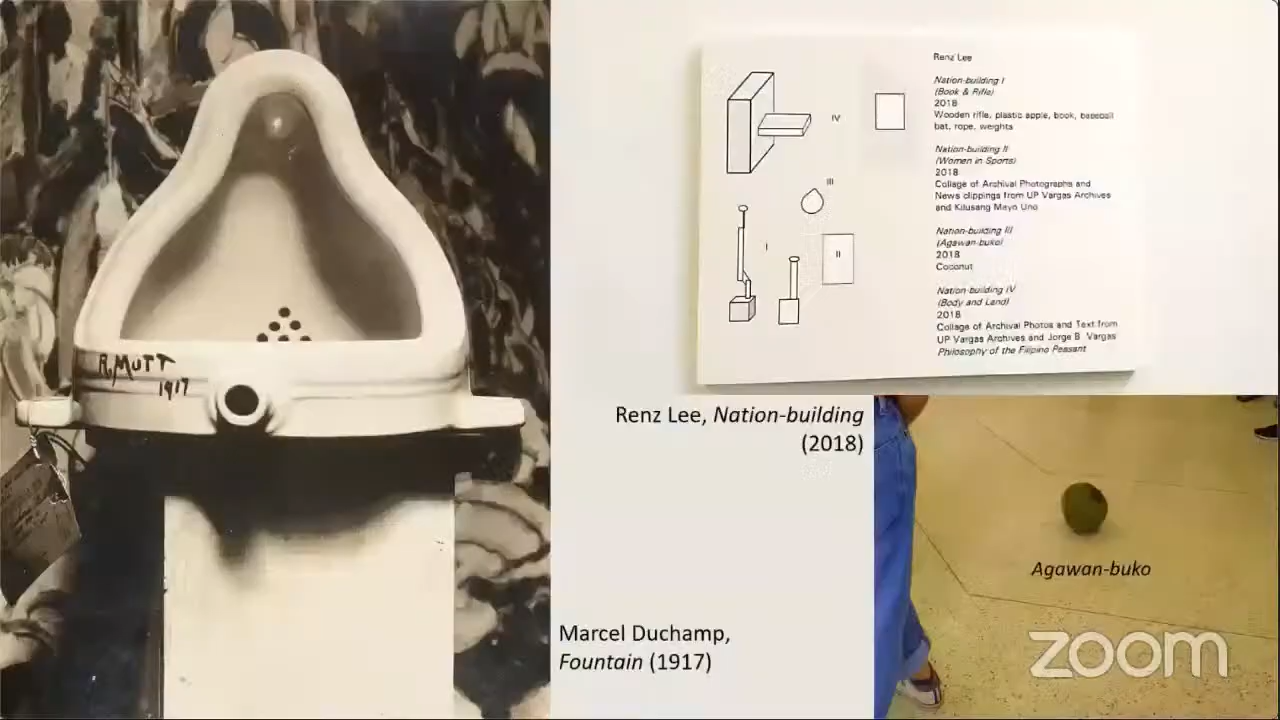 R. MUTT
1917
IV
III
I
II
Renz Lee
Nation-building I
(Book & Rifle)
2018
Wooden rifle, plastic apple, book, baseball
bat, rope, weights
Nation-building II
(Women in Sports)
2018
Collage of Archival Photographs and
News clippings from UP Vargas Archives
and Kilusang Mayo Uno
Nation-building III
(Agawan-buko)
2018
Coconut
Nation-building IV
(Body and Land)
2018
Collage of Archival Photos and Text from
UP Vargas Archives and Jorge B. Vargas
Philosophy of the Filipino Peasant
Renz Lee, Nation-building
(2018)
Marcel Duchamp,
Fountain (1917)
Agawan-buko
zoom